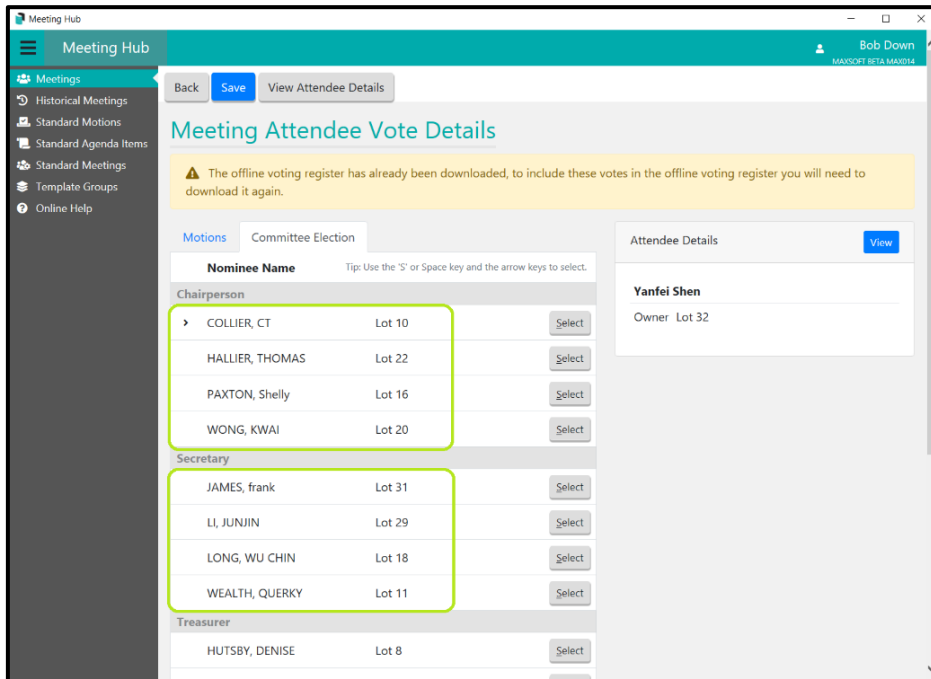 Meeting Hub
Meeting Hub
Bob Down
MAXSOFT BETA MAX014
Meetings
Historical Meetings
Standard Motions
Standard Agenda Items
Standard Meetings
Template Groups
Online Help
Back Save View Attendee Details
Meeting Attendee Vote Details
The offline voting register has already been downloaded, to include these votes in the offline voting register you will need to
download it again.
Motions Committee Election
Nominee Name Tip: Use the 'S' or Space key and the arrow keys to select.
Chairperson
COLLIER, CT Lot 10 Select
HALLIER, THOMAS Lot 22 Select
PAXTON, Shelly Lot 16 Select
WONG, KWAI Lot 20 Select
Secretary
JAMES, frank Lot 31 Select
LI, JUNJIN Lot 29 Select
LONG, WU CHIN Lot 18 Select
WEALTH, QUERKY Lot 11 Select
Treasurer
HUTSBY, DENISE Lot 8 Select
Attendee Details View
Yanfei Shen
Owner Lot 32